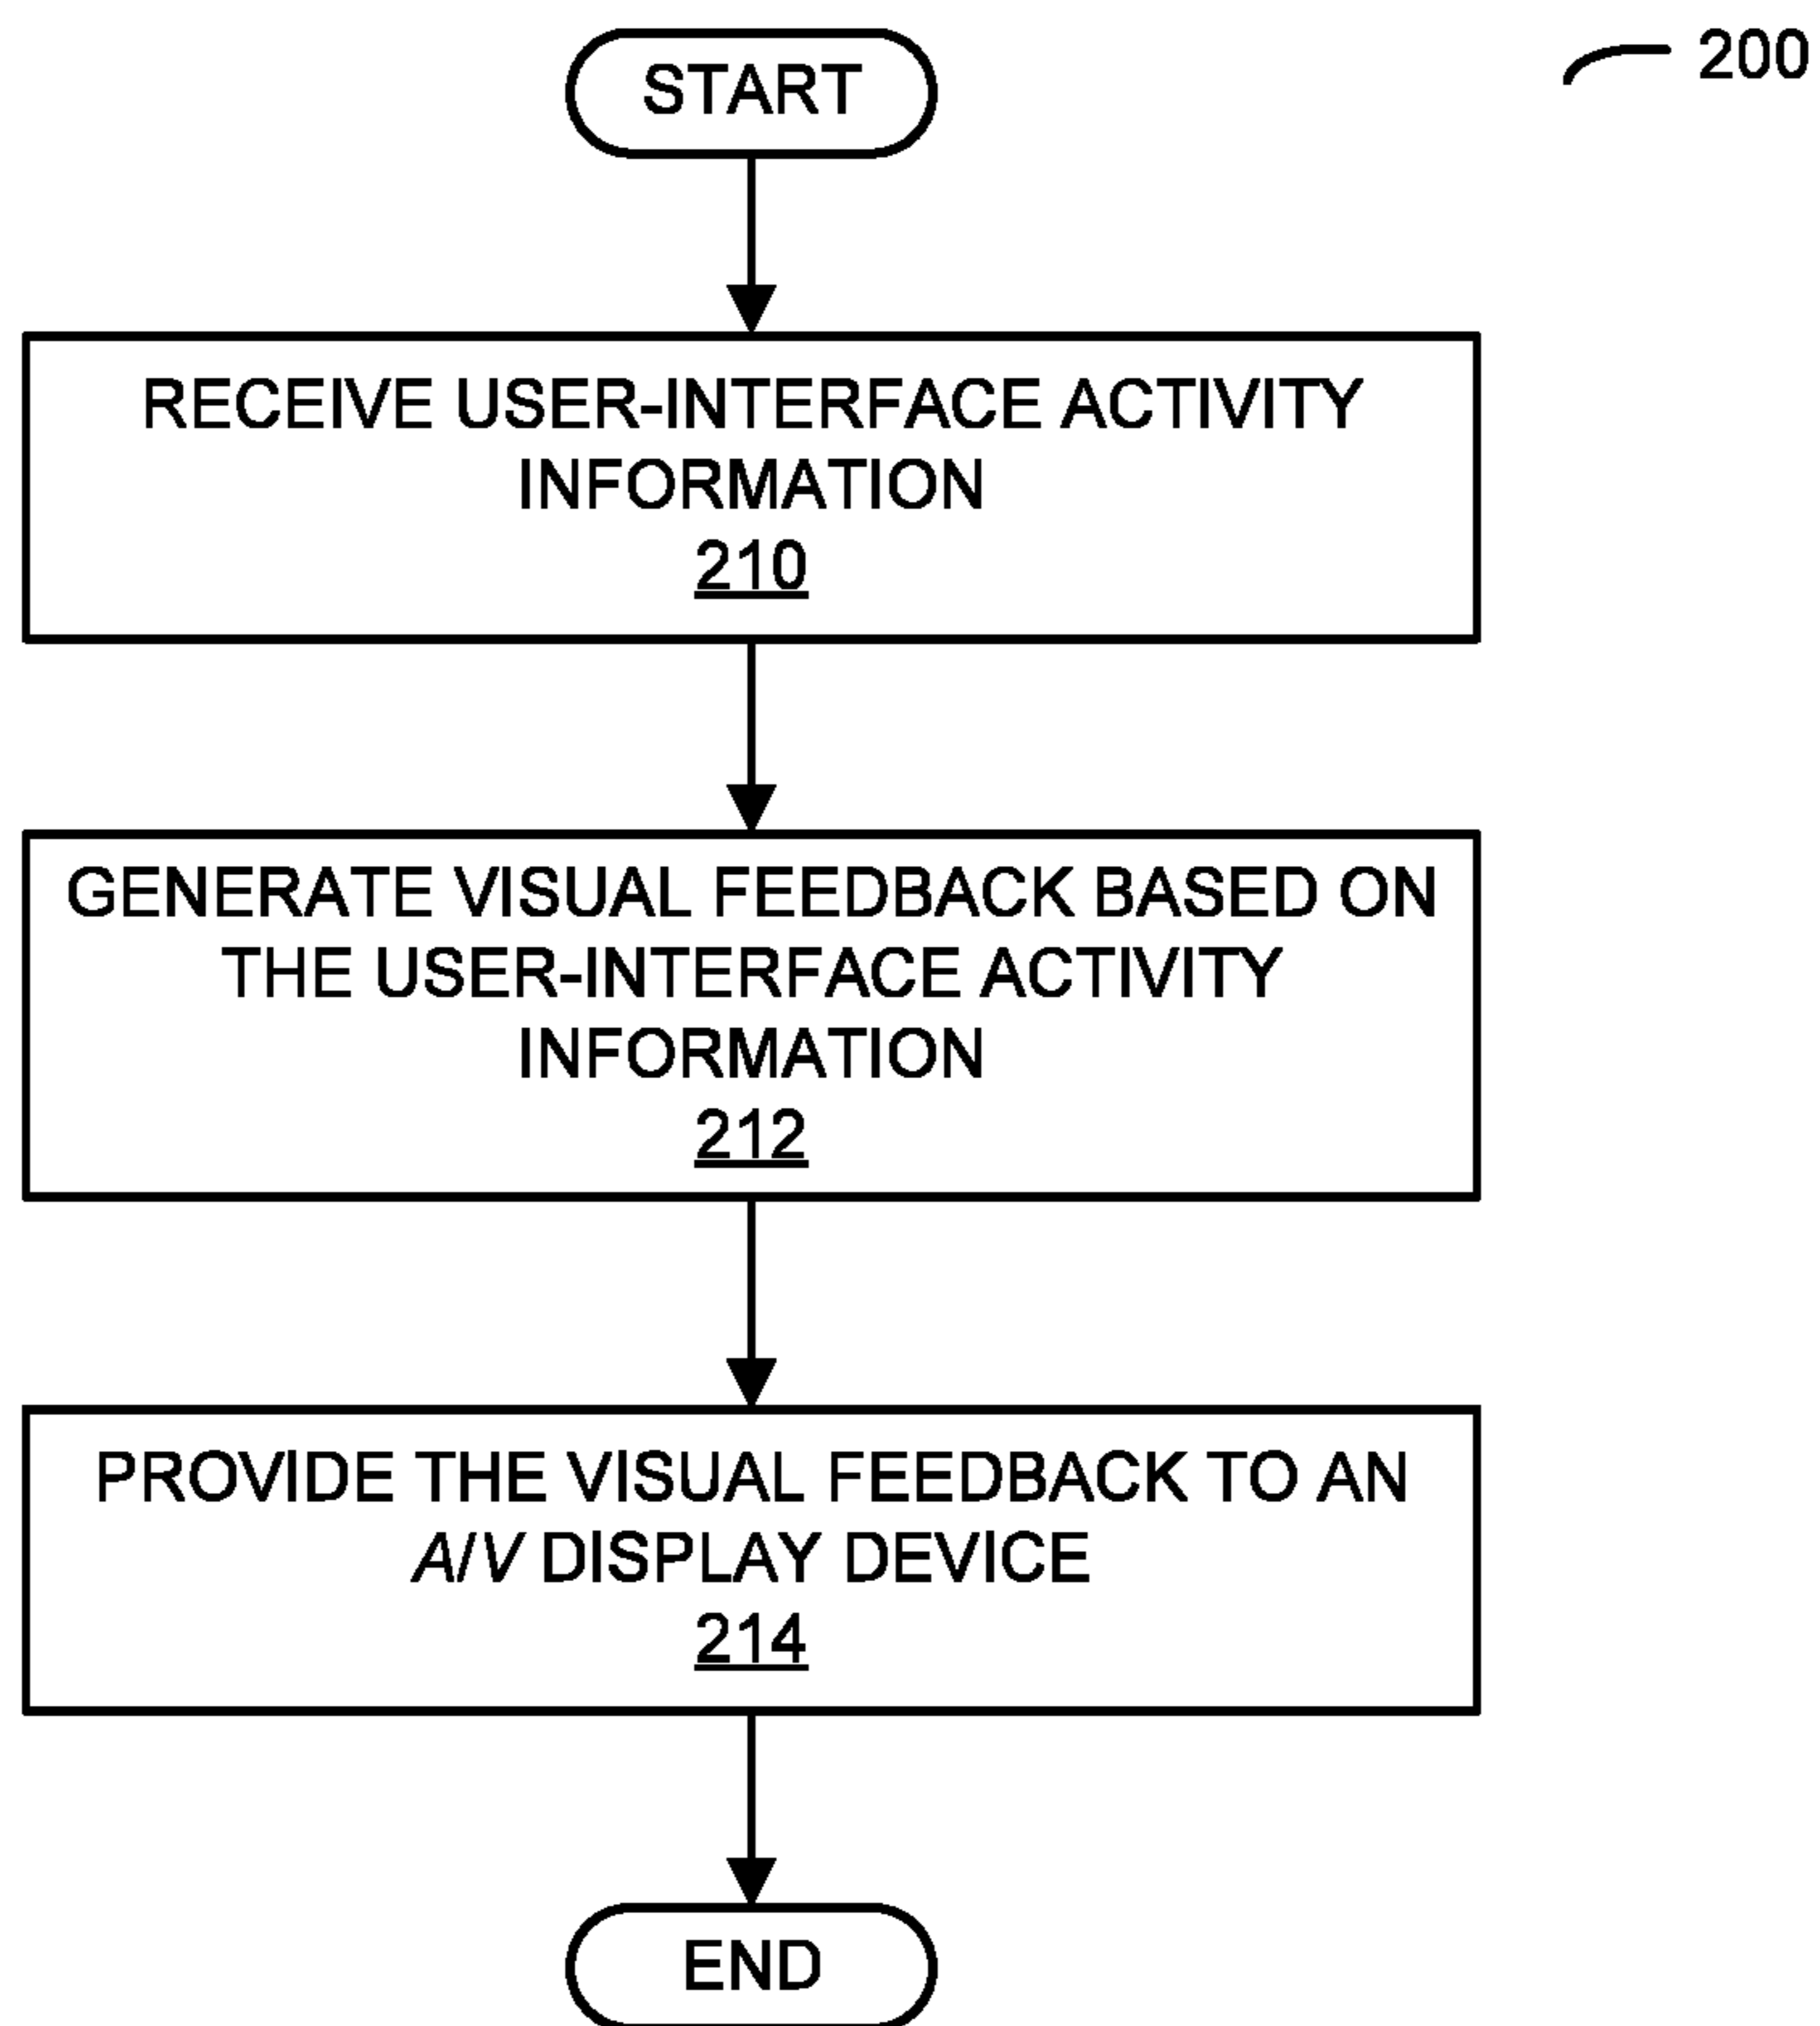 START
200
RECEIVE USER-INTERFACE ACTIVITY
INFORMATION
210
GENERATE VISUAL FEEDBACK BASED ON
THE USER-INTERFACE ACTIVITY
INFORMATION
212
PROVIDE THE VISUAL FEEDBACK TO AN
A/V DISPLAY DEVICE
214
END